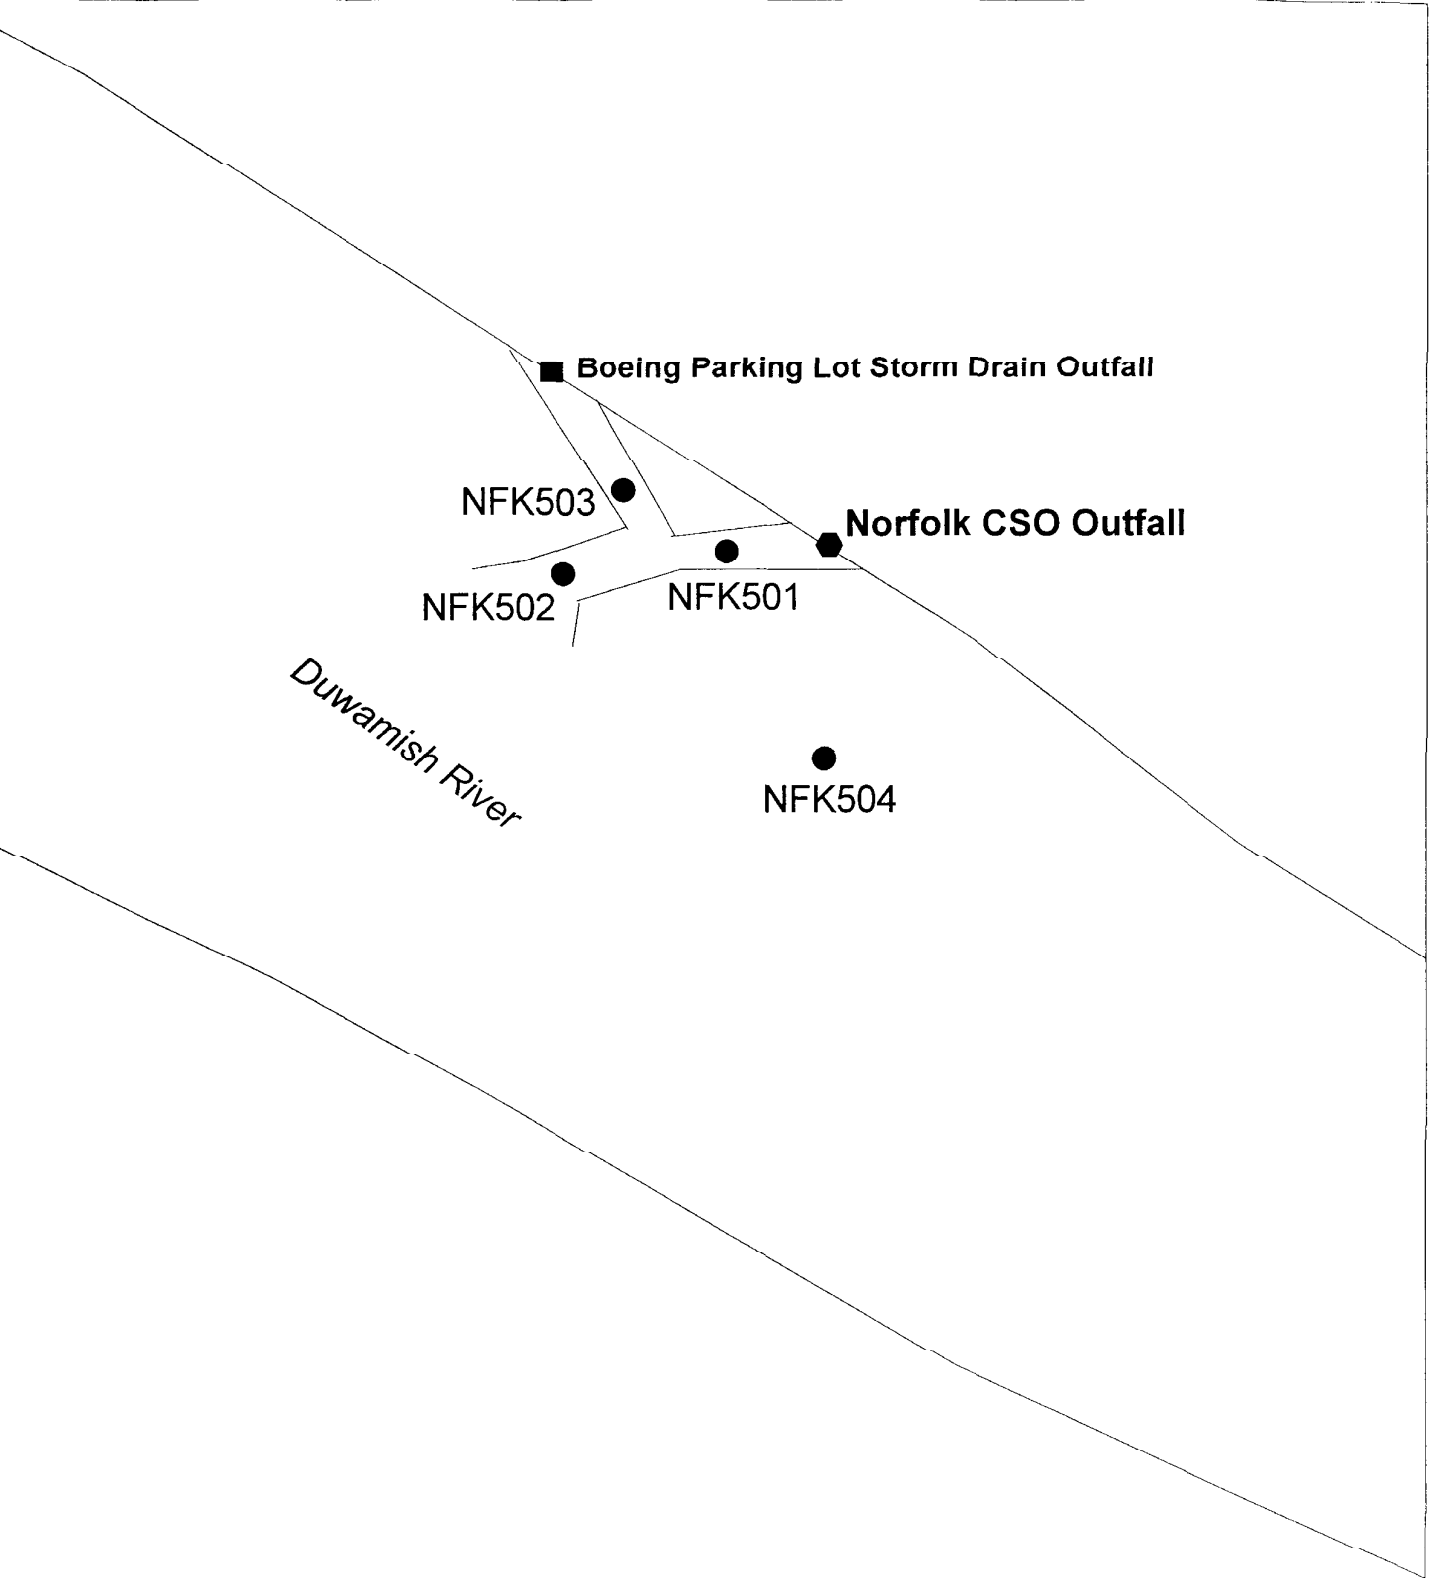 Boeing Parking Lot Storm Drain Outfall
NFK503
Norfolk CSO Outfall
NFK502
NFK501
Duwamish River
NFK504